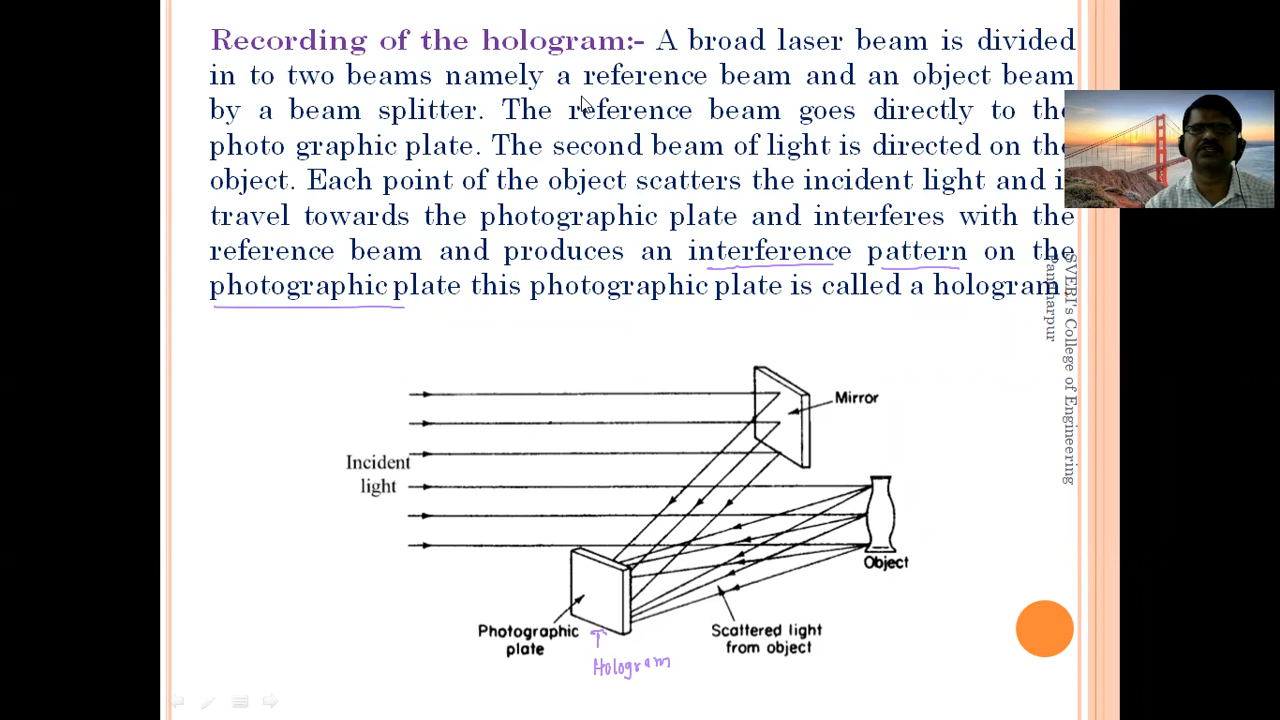 Recording of the hologram:- A broad laser beam is divided
in to two beams namely a reference beam and an object beam
by a beam splitter. The reference beam goes directly to the
photo graphic plate. The second beam of light is directed on the
object. Each point of the object scatters the incident light and i
travel towards the photographic plate and interferes with the
reference beam and produces an interference pattern on the
photographic plate this photographic plate is called a hologram
SVERI's College of Engineering
Pandharpur
Mirror
Incident
light
Object
Photographic
plate
Scattered light
from object
Hologram